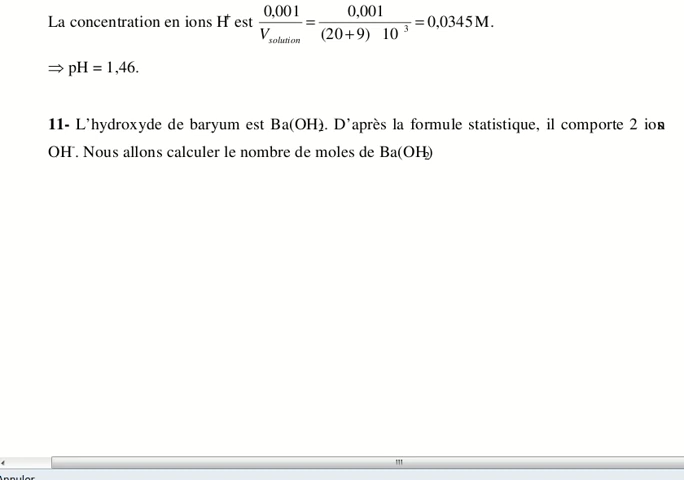 La concentration en ions H⁺ est 0,001 / V solution = 0,001 / (20+9) 10 ³ = 0,0345 M.
⇒ pH = 1,46.
11- L'hydroxyde de baryum est Ba(OH)₂. D'après la formule statistique, il comporte 2 ions
OH⁻. Nous allons calculer le nombre de moles de Ba(OH)₂
Annuler